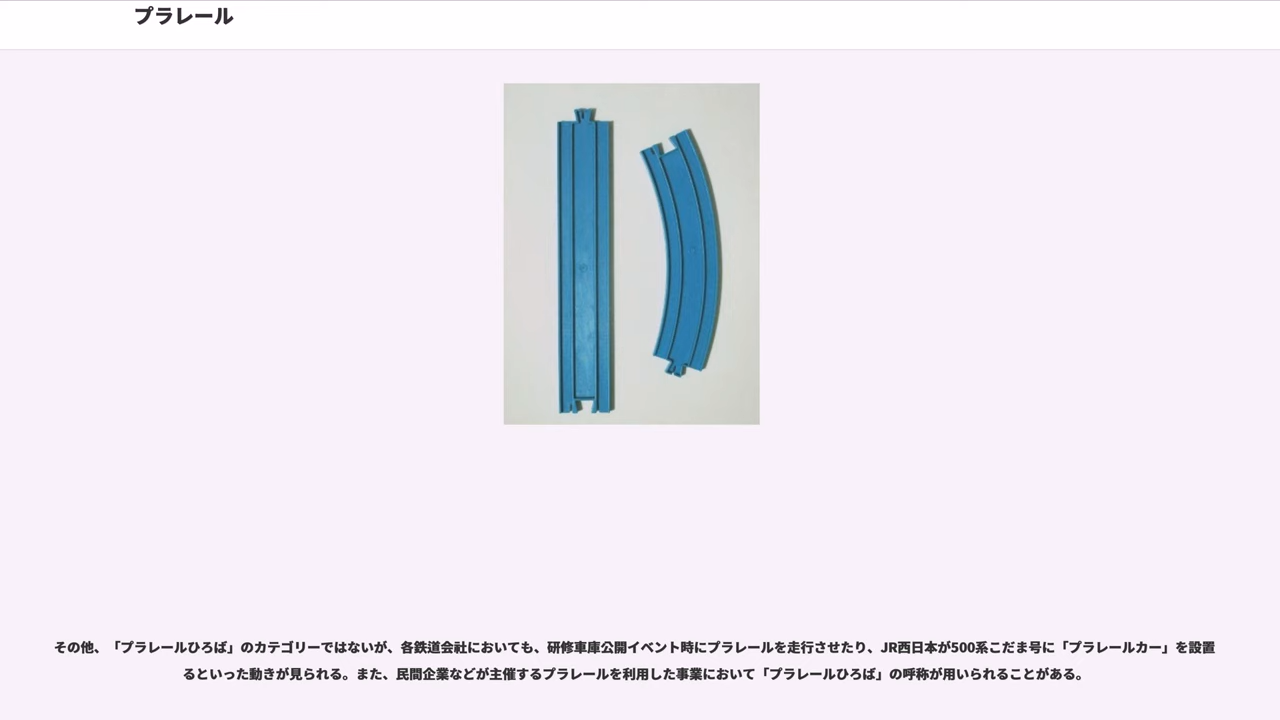 プラレール
その他、「プラレールひろば」のカテゴリーではないが、各鉄道会社においても、研修車庫公開イベント時にプラレールを走行させたり、JR西日本が500系こだま号に「プラレールカー」を設置
るといった動きが見られる。また、民間企業などが主催するプラレールを利用した事業において「プラレールひろば」の呼称が用いられることがある。